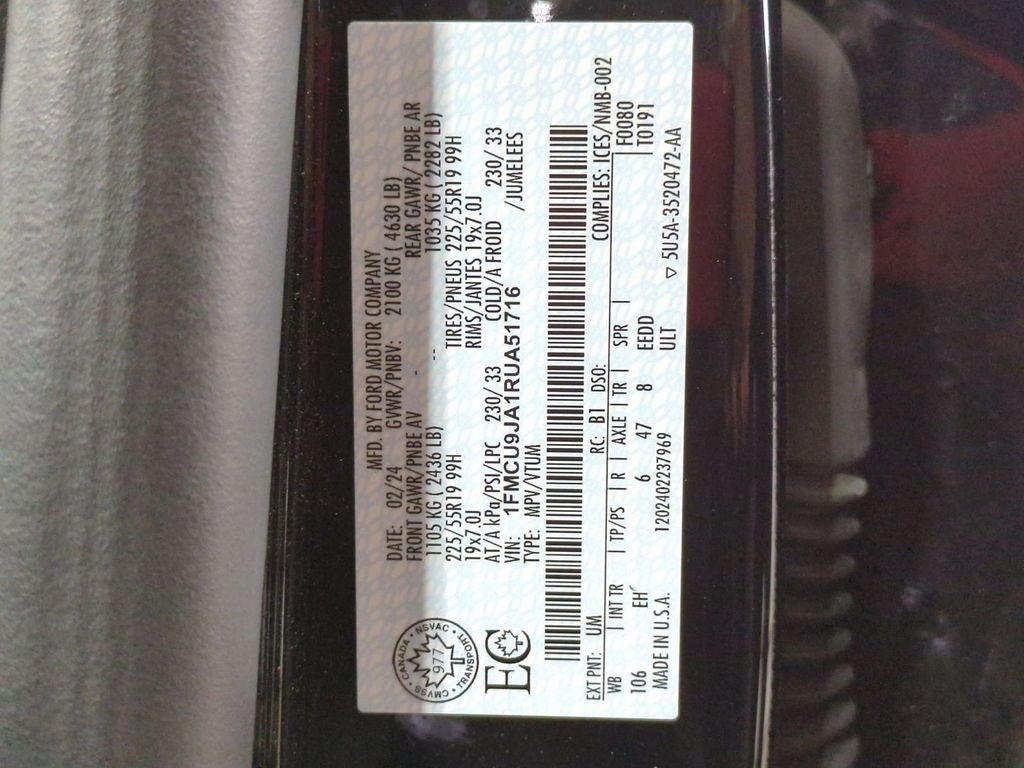 MFD. BY FORD MOTOR COMPANY
DATE: 02/24 GVWR/PNBV: 2100 KG ( 4630 LB)
FRONT GAWR/PNBE AV REAR GAWR/ PNBE AR
1105 KG ( 2436 LB) - -- 1035 KG ( 2282 LB)
225/55R19 99H TIRES/PNEUS 225/55R19 99H
19x7.0J RIMS/JANTES 19x7.0J
AT/A kPa/PSI/LPC 230/ 33 COLD/A FROID 230/ 33
VIN: 1FMCU9JA1RUA51716 /JUMELEES
TYPE: MPV/VTUM
CANADA • NSVAC • TRANSPORT • CMVSS •
977
EC
EXT PNT: UM RC: B1 DSO: COMPLIES: ICES/NMB-002
WB | INT TR | TP/PS | R | AXLE | TR | SPR | F0080
106 EH 6 47 8 EEDD T0191
ULT
MADE IN U.S.A. 1202402237969 ▽ 5U5A-3520472-AA